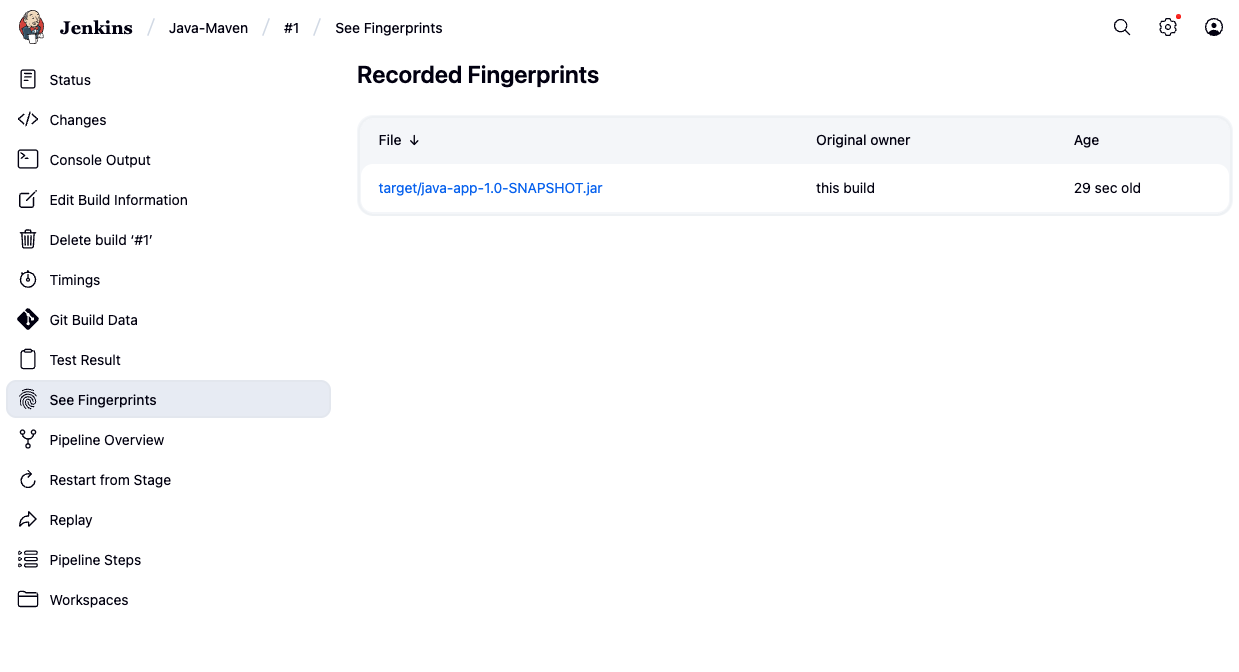 Jenkins / Java-Maven / #1 / See Fingerprints
Status
Changes
Console Output
Edit Build Information
Delete build ‘#1’
Timings
Git Build Data
Test Result
See Fingerprints
Pipeline Overview
Restart from Stage
Replay
Pipeline Steps
Workspaces
Recorded Fingerprints
File ↓ Original owner Age
target/java-app-1.0-SNAPSHOT.jar this build 29 sec old